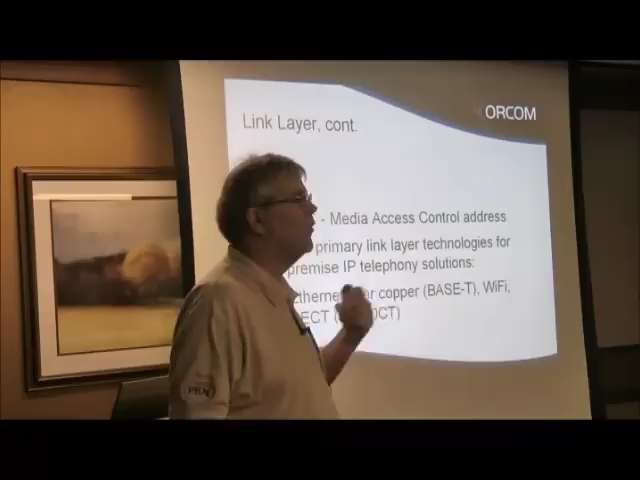 ORCOM
Link Layer, cont.
- Media Access Control address
primary link layer technologies for
premise IP telephony solutions:
copper (BASE-T), WiFi,
PBX